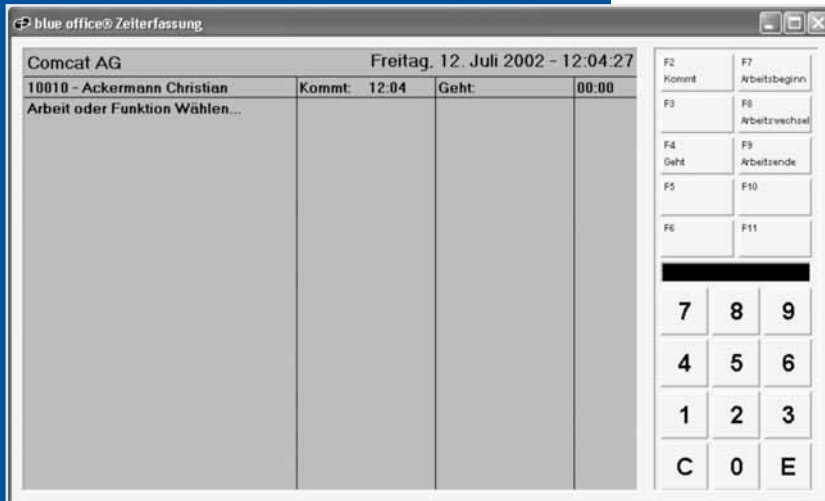 blue office® Zeiterfassung
Comcat AG Freitag, 12. Juli 2002 - 12:04:27
10010 - Ackermann Christian Kommt: 12:04 Geht: 00:00
Arbeit oder Funktion Wählen...
F2 F7
Kommt Arbeitsbeginn
F3 F8
Arbeitswechsel
F4 F9
Geht Arbeitsende
F5 F10
F6 F11
7 8 9
4 5 6
1 2 3
C 0 E